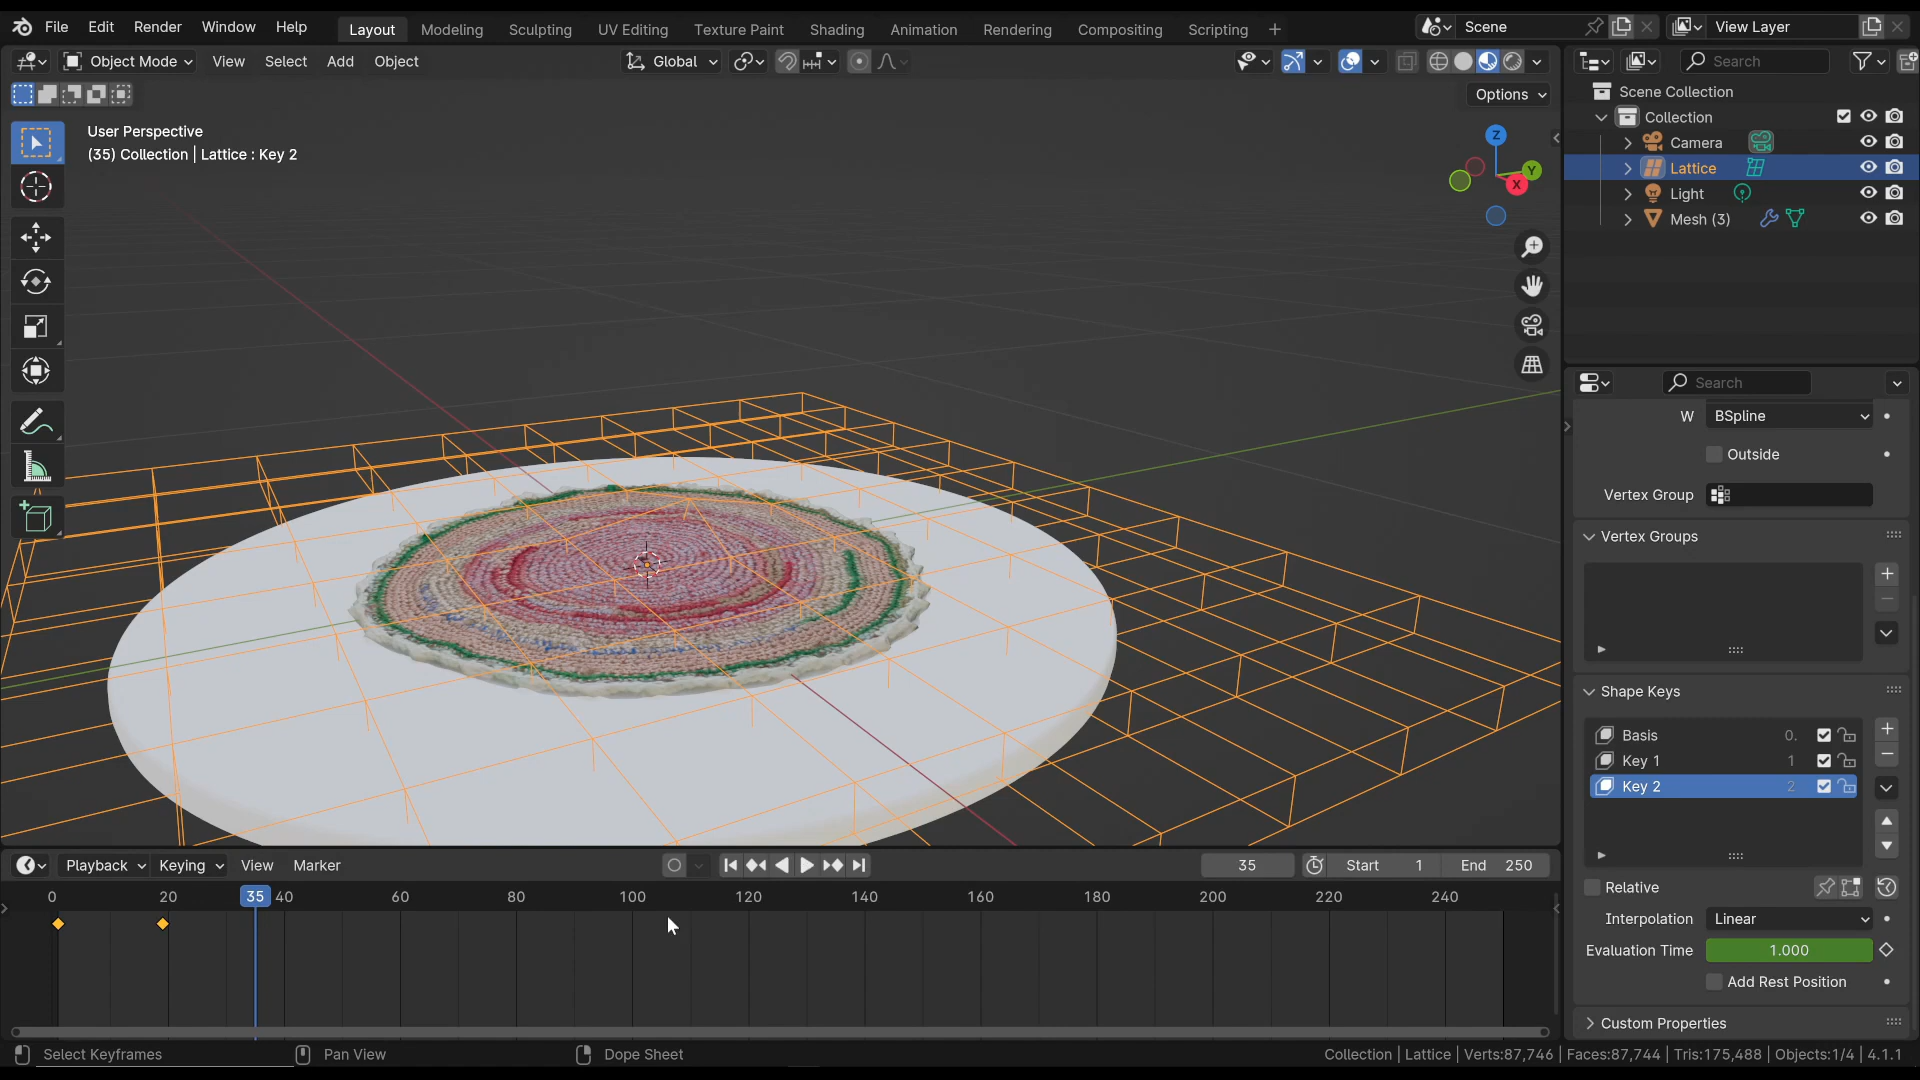 File Edit Render Window Help Layout Modeling Sculpting UV Editing Texture Paint Shading Animation Rendering Compositing Scripting + Scene View Layer
Object Mode View Select Add Object Global Search
Options
User Perspective
(35) Collection | Lattice : Key 2
Z
Y
X
Scene Collection
Collection
Camera
Lattice
Light
Mesh (3)
Search
W BSpline
Outside
Vertex Group
Vertex Groups
Shape Keys
Basis 0.
Key 1 1
Key 2 2
Relative
Interpolation Linear
Evaluation Time 1.000
Add Rest Position
Custom Properties
Playback Keying View Marker 35 Start 1 End 250
0 20 35 40 60 80 100 120 140 160 180 200 220 240
Select Keyframes Pan View Dope Sheet Collection | Lattice | Verts:87,746 | Faces:87,744 | Tris:175,488 | Objects:1/4 | 4.1.1